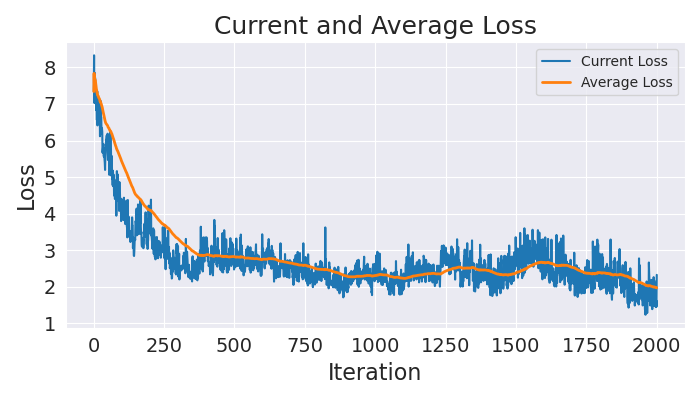 Current and Average Loss
Current Loss
Average Loss
Loss
8
7
6
5
4
3
2
1
0 250 500 750 1000 1250 1500 1750 2000
Iteration